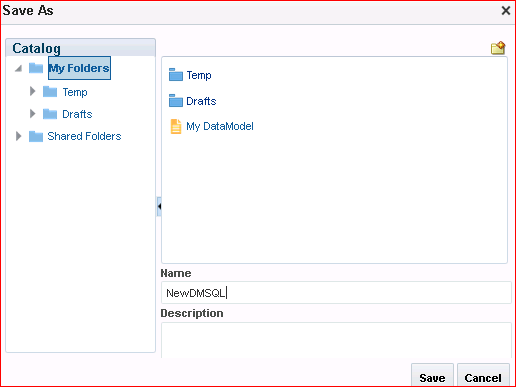 Save As
Catalog
My Folders
Temp
Drafts
Shared Folders
Temp
Drafts
My DataModel
Name
NewDMSQL
Description
Save Cancel